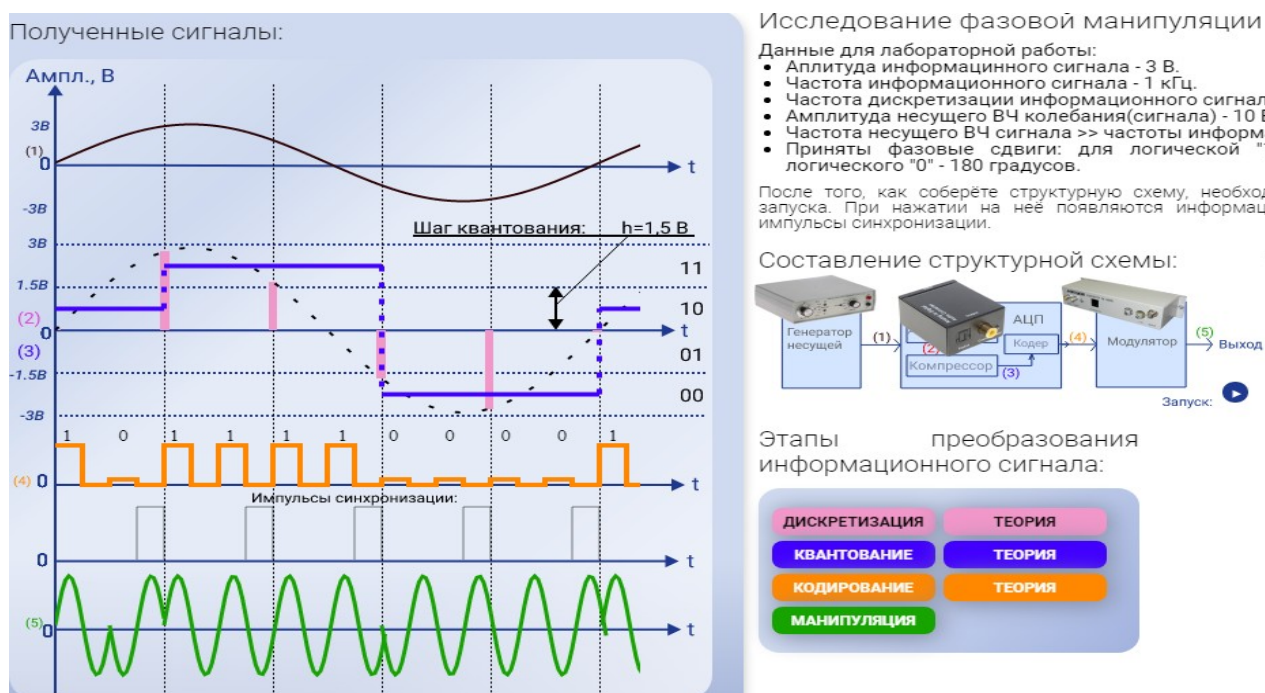 Полученные сигналы:
Ампл., В
3В
(1)
0
t
-3В
3В
Шаг квантования: h=1,5 В
11
1.5В
10
(2)
0
t
(3)
01
-1.5В
00
-3В
1 0 1 1 1 1 0 0 0 0 1
(4) 0
t
Импульсы синхронизации:
0
t
(5) 0
t
Исследование фазовой манипуляции
Данные для лабораторной работы:
• Аплитуда информацинного сигнала - 3 В.
• Частота информационного сигнала - 1 кГц.
• Частота дискретизации информационного сигнал
• Амплитуда несущего ВЧ колебания(сигнала) - 10 В
• Частота несущего ВЧ сигнала >> частоты информ
• Приняты фазовые сдвиги: для логической "
логического "0" - 180 градусов.
После того, как соберёте структурную схему, необход
запуска. При нажатии на неё появляются информац
импульсы синхронизации.
Составление структурной схемы:
Генератор
несущей
(1)
АЦП
(2)
Кодер
Компрессор
(3)
(4)
Модулятор
(5)
Выход
Запуск:
Этапы преобразования
информационного сигнала:
ДИСКРЕТИЗАЦИЯ ТЕОРИЯ
КВАНТОВАНИЕ ТЕОРИЯ
КОДИРОВАНИЕ ТЕОРИЯ
МАНИПУЛЯЦИЯ